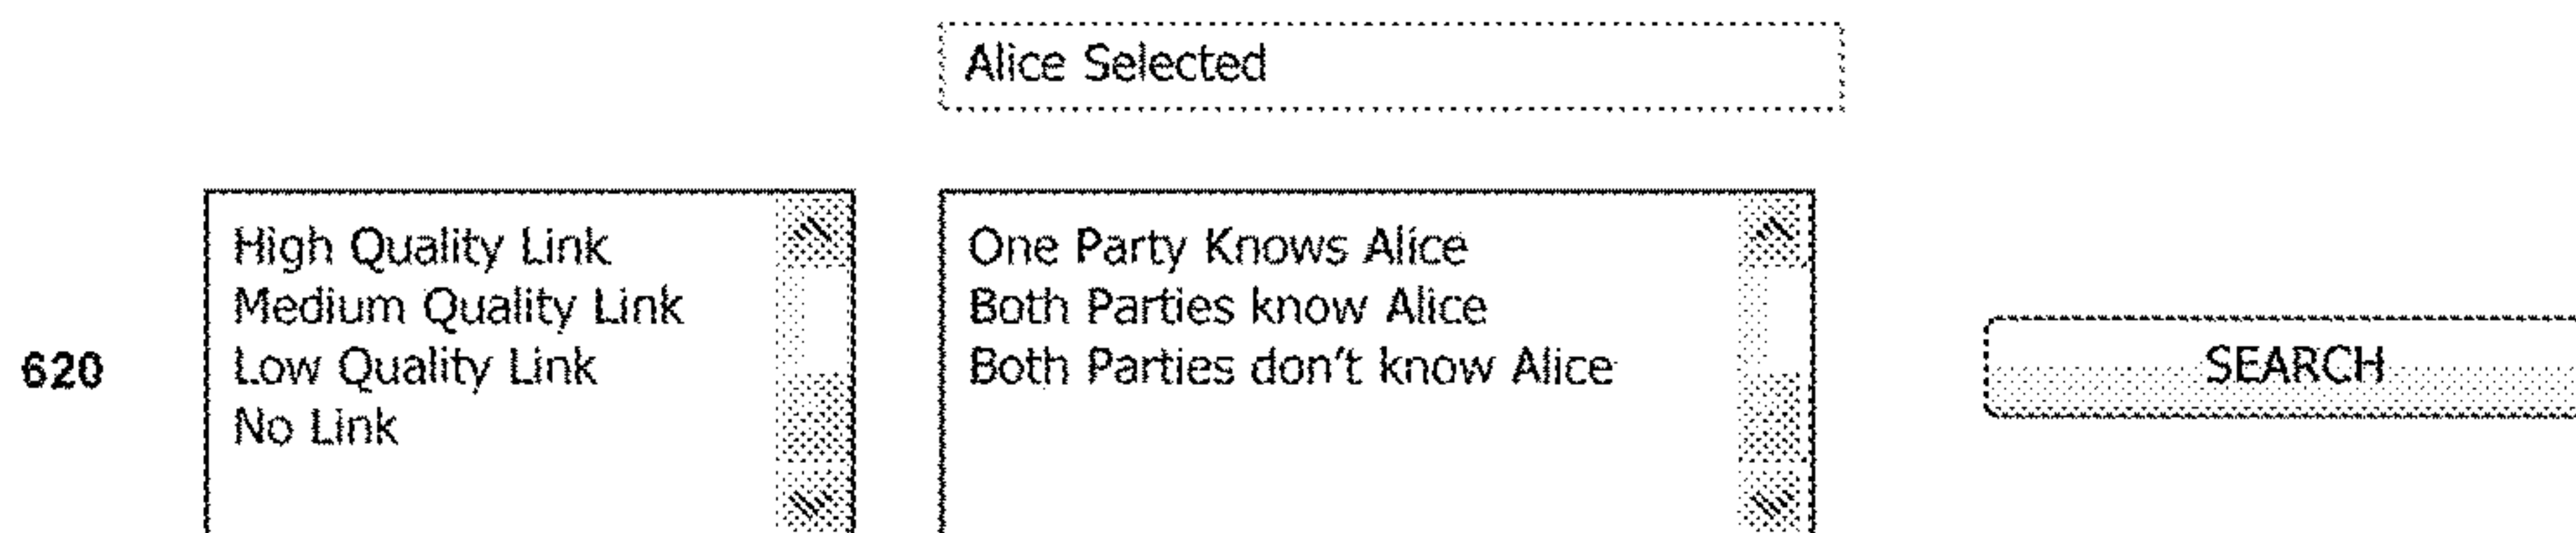 Alice Selected
High Quality Link
Medium Quality Link
Low Quality Link
No Link
One Party Knows Alice
Both Parties know Alice
Both Parties don't know Alice
620
SEARCH